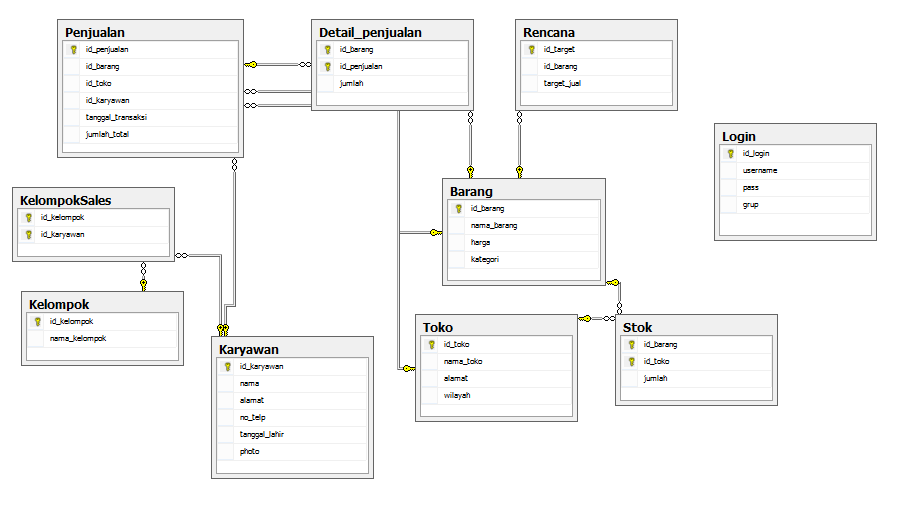 Penjualan
id_penjualan
id_barang
id_toko
id_karyawan
tanggal_transaksi
jumlah_total
Detail_penjualan
id_barang
id_penjualan
jumlah
Rencana
id_target
id_barang
target_jual
Login
id_login
username
pass
grup
KelompokSales
id_kelompok
id_karyawan
Barang
id_barang
nama_barang
harga
kategori
Kelompok
id_kelompok
nama_kelompok
Karyawan
id_karyawan
nama
alamat
no_telp
tanggal_lahir
photo
Toko
id_toko
nama_toko
alamat
wilayah
Stok
id_barang
id_toko
jumlah